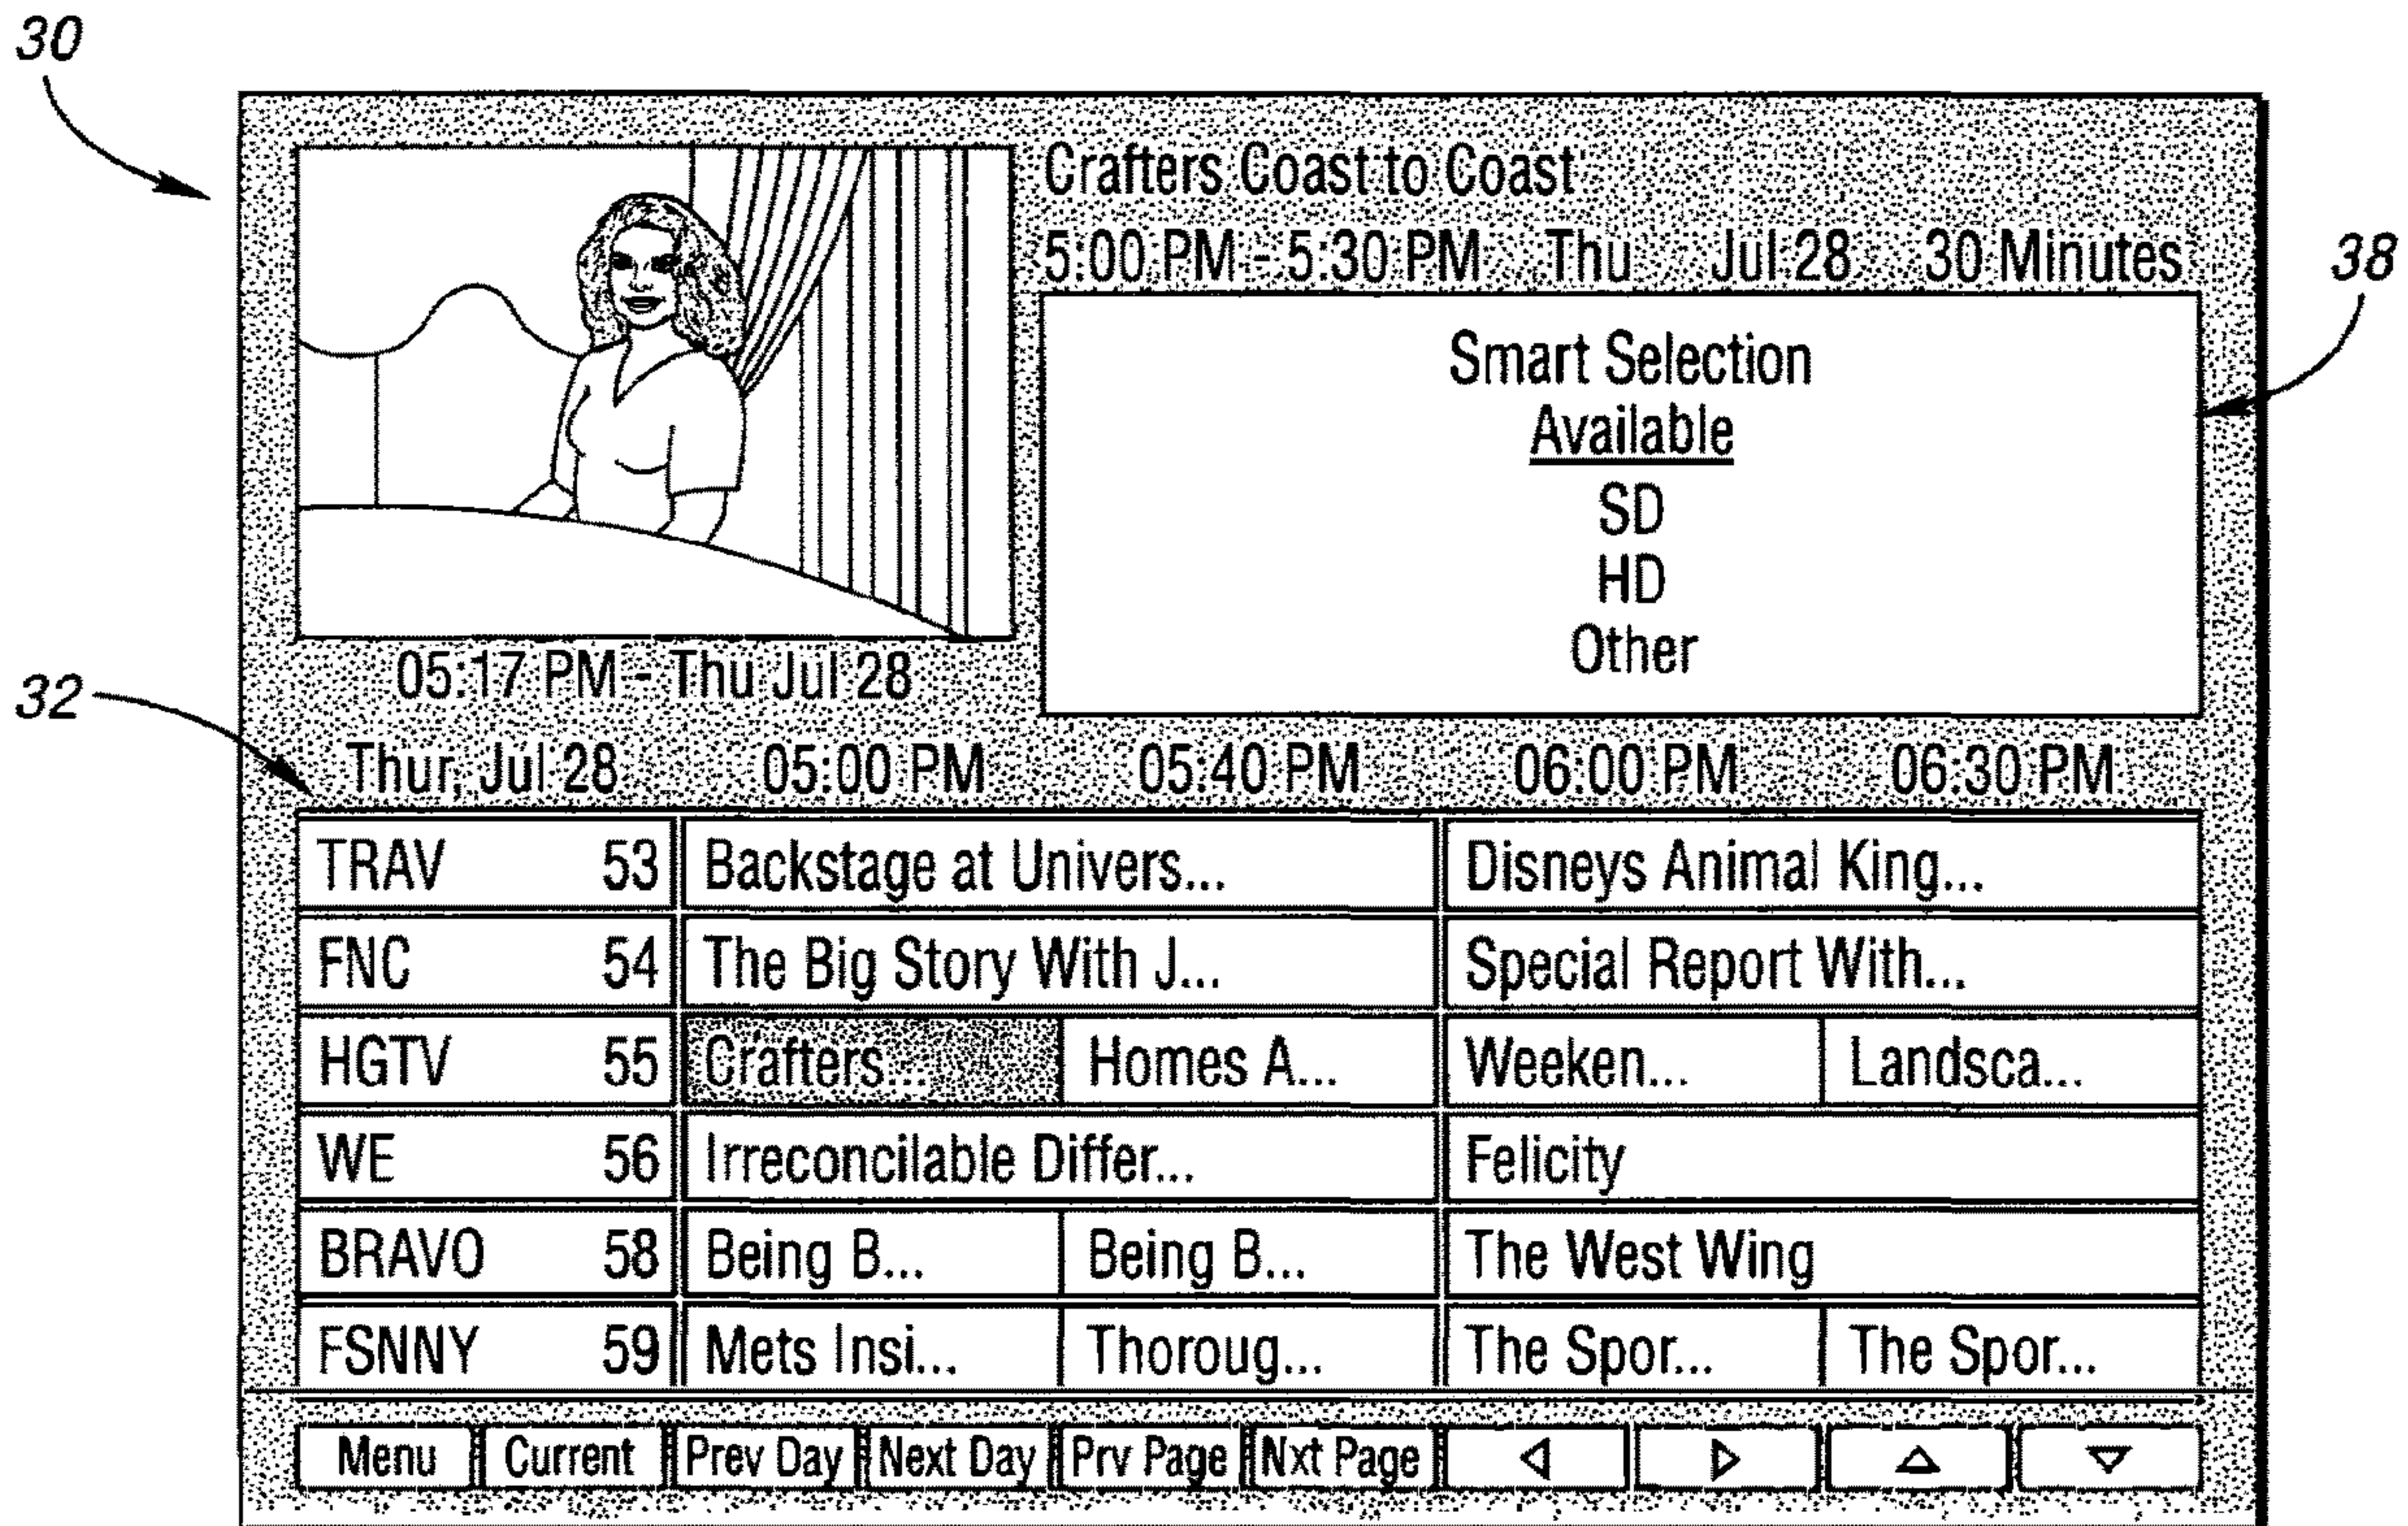 30
Crafters Coast to Coast
5:00 PM - 5:30 PM Thu Jul 28 30 Minutes
38
Smart Selection
Available
SD
HD
Other
05:17 PM - Thu Jul 28
32
Thur, Jul 28 05:00 PM 05:40 PM 06:00 PM 06:30 PM
TRAV 53 Backstage at Univers... Disneys Animal King...
FNC 54 The Big Story With J... Special Report With...
HGTV 55 Crafters... Homes A... Weeken... Landsca...
WE 56 Irreconcilable Differ... Felicity
BRAVO 58 Being B... Being B... The West Wing
FSNNY 59 Mets Insi... Thoroug... The Spor... The Spor...
Menu Current Prev Day Next Day Prv Page Nxt Page